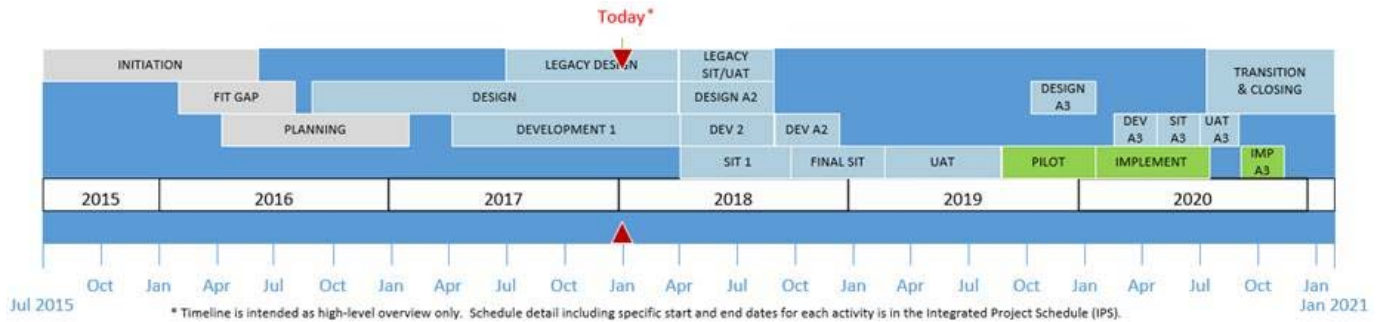 Today*
INITIATION
LEGACY DESIGN
LEGACY
SIT/UAT
TRANSITION
& CLOSING
FIT GAP
DESIGN
DESIGN A2
DESIGN
A3
PLANNING
DEVELOPMENT 1
DEV 2
DEV A2
DEV
A3
SIT
A3
UAT
A3
SIT 1
FINAL SIT
UAT
PILOT
IMPLEMENT
IMP
A3
2015 2016 2017 2018 2019 2020
Oct Jan Apr Jul Oct Jan Apr Jul Oct Jan Apr Jul Oct Jan Apr Jul Oct Jan Apr Jul Oct Jan
Jul 2015 Jan 2021
* Timeline is intended as high-level overview only. Schedule detail including specific start and end dates for each activity is in the Integrated Project Schedule (IPS).